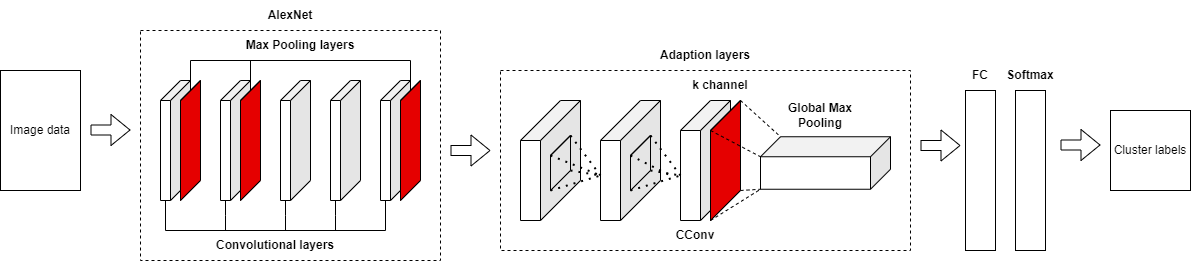 AlexNet
Max Pooling layers
Image data
Convolutional layers
Adaption layers
k channel
Global Max
Pooling
CConv
FC
Softmax
Cluster labels